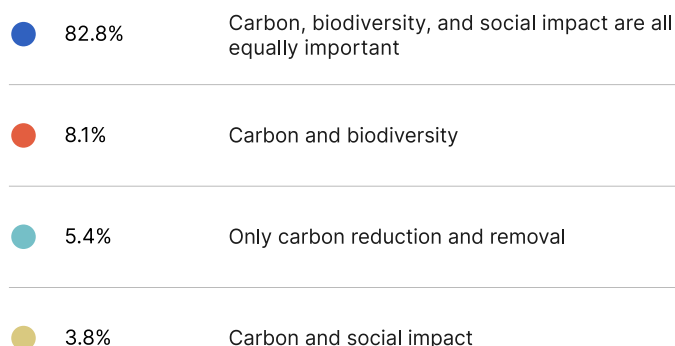 82.8% Carbon, biodiversity, and social impact are all
equally important
8.1% Carbon and biodiversity
5.4% Only carbon reduction and removal
3.8% Carbon and social impact